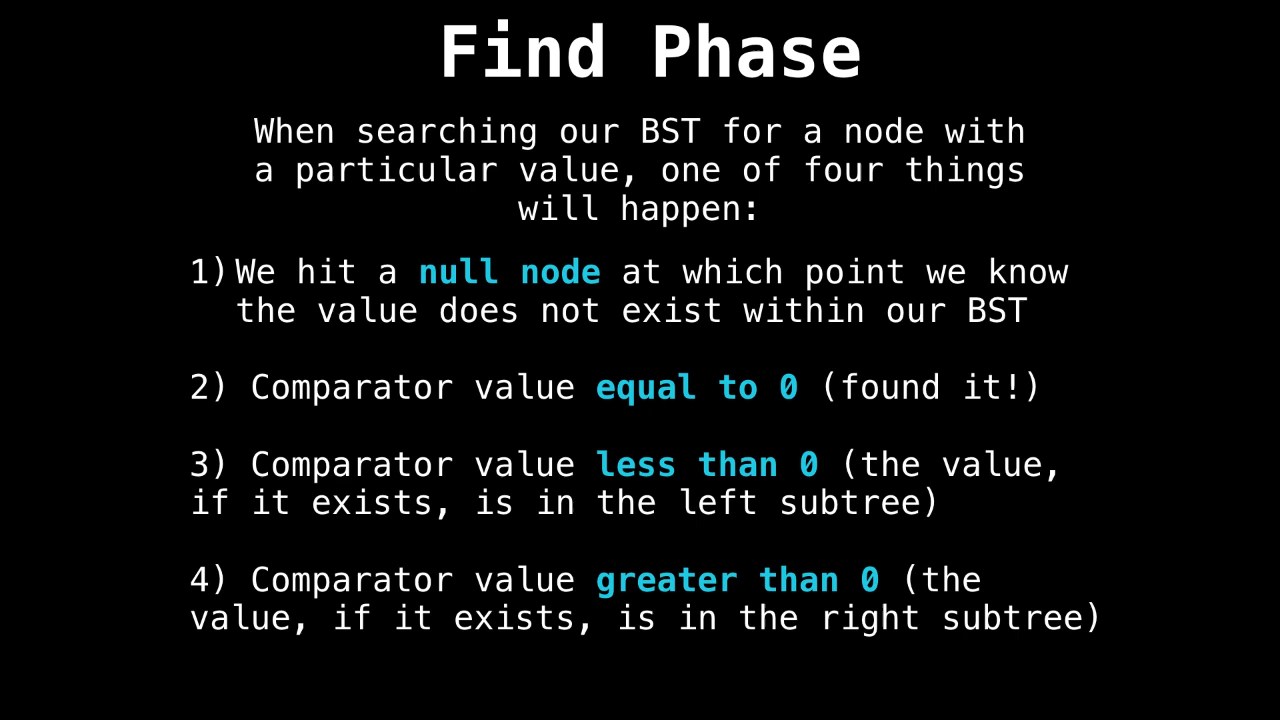 Find Phase
When searching our BST for a node with
a particular value, one of four things
will happen:
1) We hit a null node at which point we know
the value does not exist within our BST
2) Comparator value equal to 0 (found it!)
3) Comparator value less than 0 (the value,
if it exists, is in the left subtree)
4) Comparator value greater than 0 (the
value, if it exists, is in the right subtree)